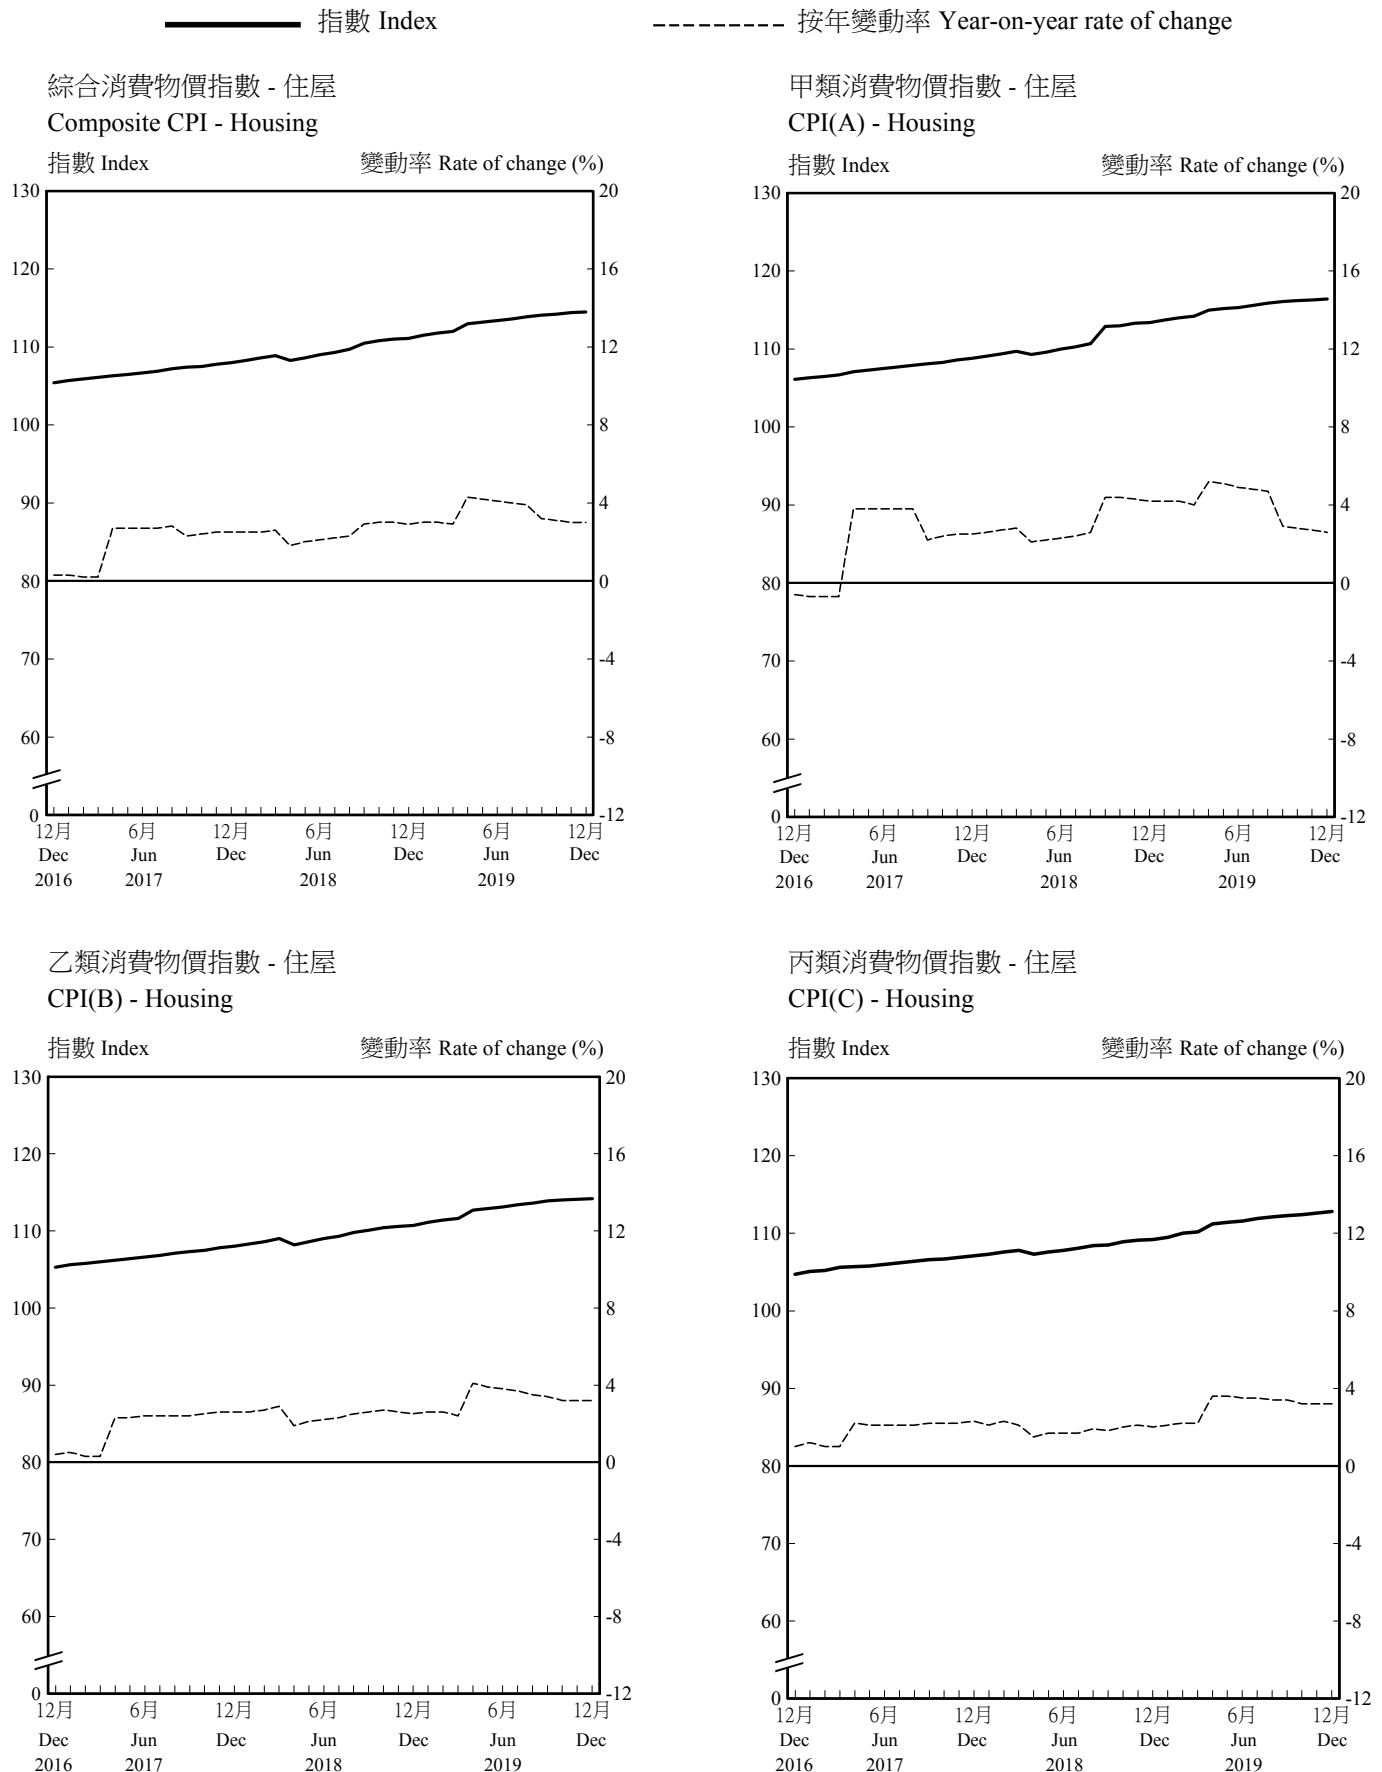 指數 Index
按年變動率 Year-on-year rate of change
綜合消費物價指數 - 住屋
Composite CPI - Housing
指數 Index
變動率 Rate of change (%)
130
120
110
100
90
80
70
60
0
20
16
12
8
4
0
-4
-8
-12
12月 6月 12月 6月 12月 6月 12月
Dec Jun Dec Jun Dec Jun Dec
2016 2017 2018 2019
甲類消費物價指數 - 住屋
CPI(A) - Housing
指數 Index
變動率 Rate of change (%)
130
120
110
100
90
80
70
60
0
20
16
12
8
4
0
-4
-8
-12
12月 6月 12月 6月 12月 6月 12月
Dec Jun Dec Jun Dec Jun Dec
2016 2017 2018 2019
乙類消費物價指數 - 住屋
CPI(B) - Housing
指數 Index
變動率 Rate of change (%)
130
120
110
100
90
80
70
60
0
20
16
12
8
4
0
-4
-8
-12
12月 6月 12月 6月 12月 6月 12月
Dec Jun Dec Jun Dec Jun Dec
2016 2017 2018 2019
丙類消費物價指數 - 住屋
CPI(C) - Housing
指數 Index
變動率 Rate of change (%)
130
120
110
100
90
80
70
60
0
20
16
12
8
4
0
-4
-8
-12
12月 6月 12月 6月 12月 6月 12月
Dec Jun Dec Jun Dec Jun Dec
2016 2017 2018 2019